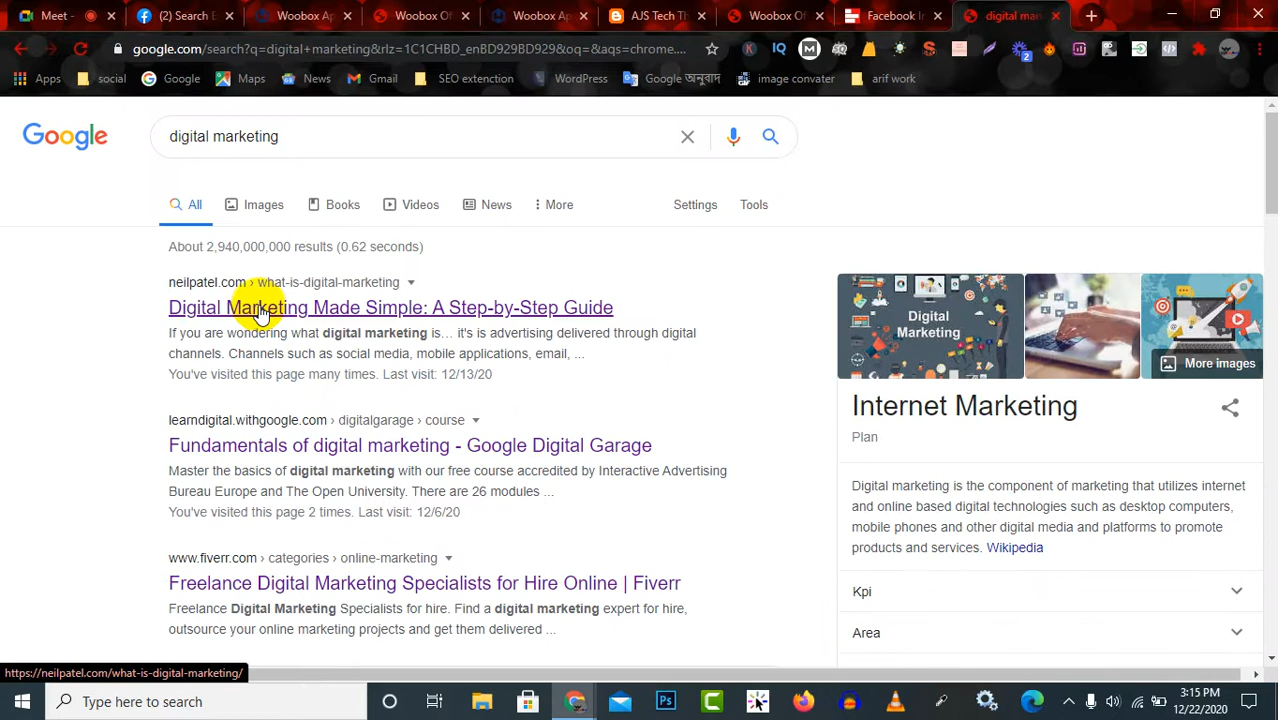 Meet -
(2) Search E
Woobox Ap
Woobox Of
Woobox Ap
AJS Tech Th
Woobox Of
Facebook In
digital mar
google.com/search?q=digital+marketing&rlz=1C1CHBD_enBD929BD929&oq=&aqs=chrome....
Apps
social
Google
Maps
News
Gmail
SEO extention
WordPress
Google অনুবাদ
image convater
arif work
Google
digital marketing
All
Images
Books
Videos
News
More
Settings
Tools
About 2,940,000,000 results (0.62 seconds)
neilpatel.com › what-is-digital-marketing
Digital Marketing Made Simple: A Step-by-Step Guide
If you are wondering what digital marketing is… it's is advertising delivered through digital
channels. Channels such as social media, mobile applications, email, ...
You've visited this page many times. Last visit: 12/13/20
learndigital.withgoogle.com › digitalgarage › course
Fundamentals of digital marketing - Google Digital Garage
Master the basics of digital marketing with our free course accredited by Interactive Advertising
Bureau Europe and The Open University. There are 26 modules ...
You've visited this page 2 times. Last visit: 12/6/20
www.fiverr.com › categories › online-marketing
Freelance Digital Marketing Specialists for Hire Online | Fiverr
Freelance Digital Marketing Specialists for hire. Find a digital marketing expert for hire,
outsource your online marketing projects and get them delivered ...
Digital
Marketing
More images
Internet Marketing
Plan
Digital marketing is the component of marketing that utilizes internet
and online based digital technologies such as desktop computers,
mobile phones and other digital media and platforms to promote
products and services. Wikipedia
Kpi
Area
https://neilpatel.com/what-is-digital-marketing/
Type here to search
3:15 PM
12/22/2020